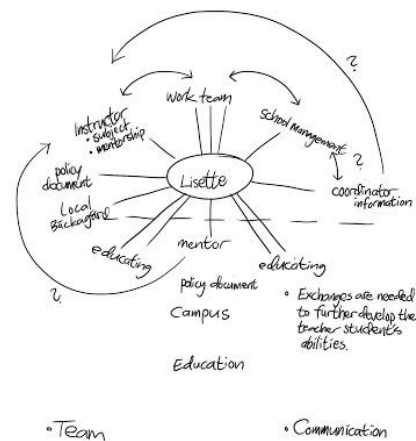 ?
work team
Instructor
• subject
• mentorship
school management
?
policy
document
Lisette
coordinator
information
Local
Bäckagård
educating
mentor
educating
?
policy document
Campus
Education
• Exchanges are needed
to further develop the
teacher student's
abilities.
• Team
• Communication